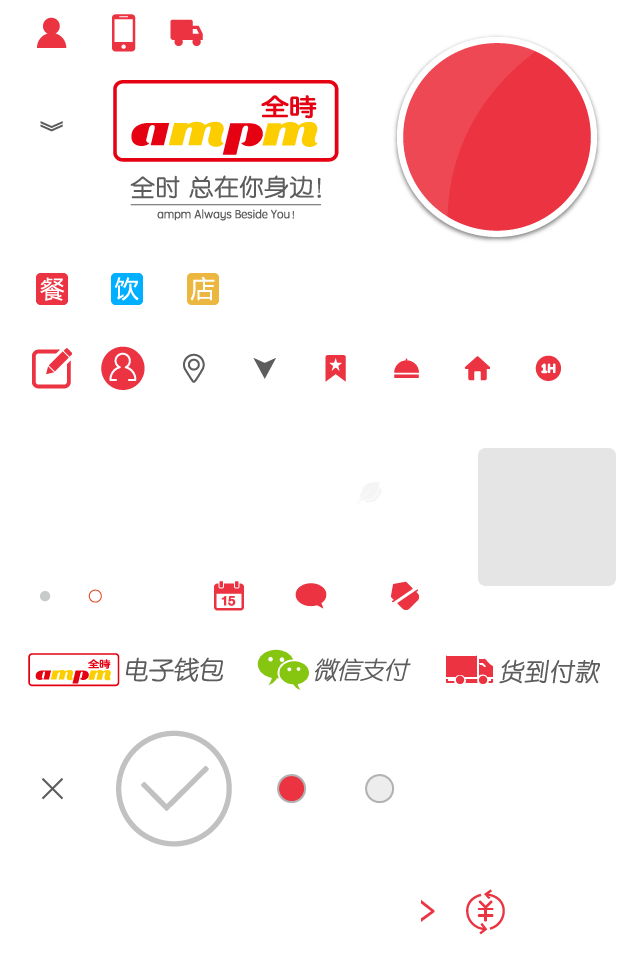 全時
ampm
全时 总在你身边!
ampm Always Beside You!
餐 饮 店
1H
15
全時
ampm
电子钱包 微信支付 货到付款
¥